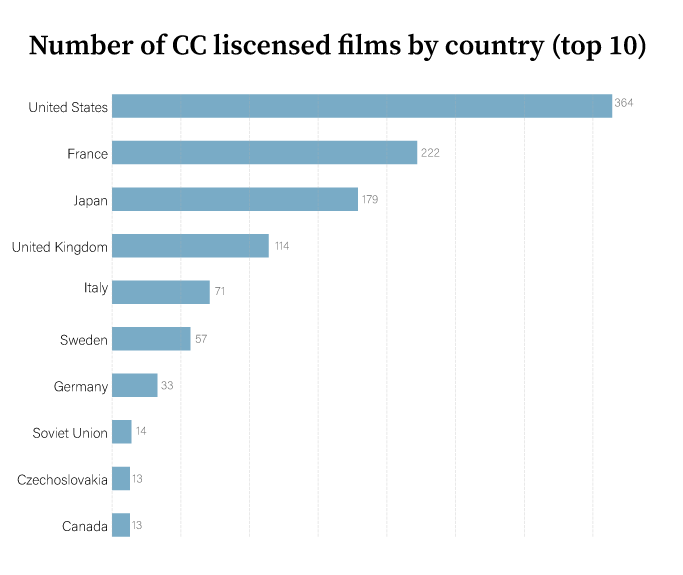 Number of CC liscensed films by country (top 10)
United States 364
France 222
Japan 179
United Kingdom 114
Italy 71
Sweden 57
Germany 33
Soviet Union 14
Czechoslovakia 13
Canada 13